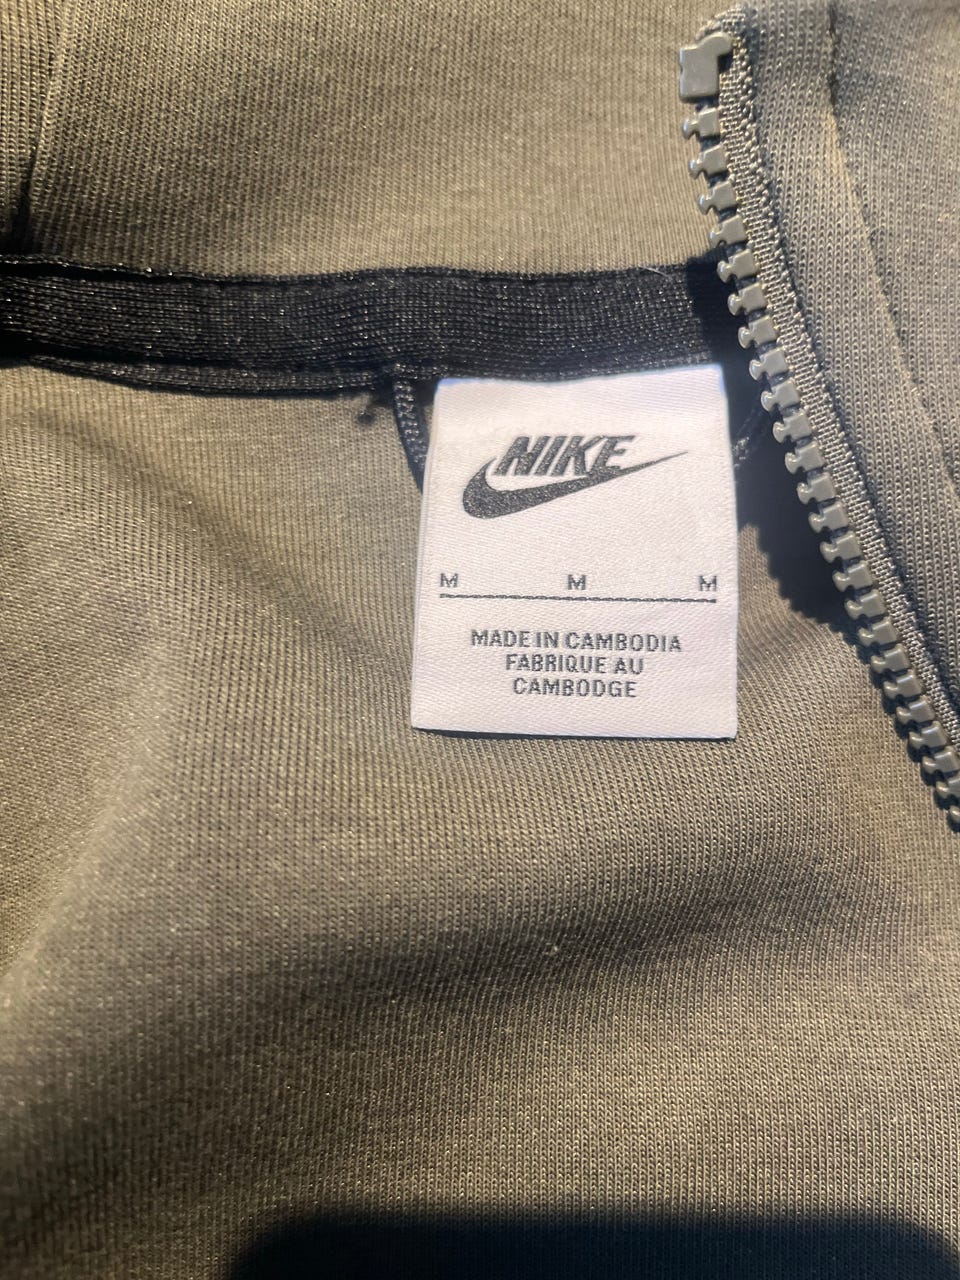 NIKE
M M M
MADE IN CAMBODIA
FABRIQUE AU
CAMBODGE